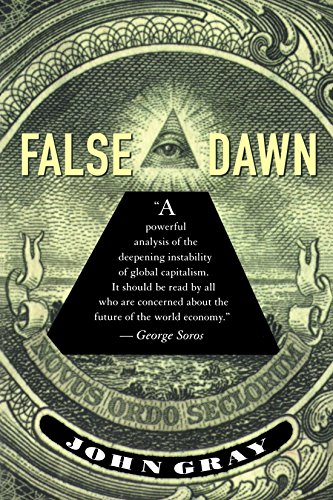 FALSE DAWN
“A
powerful
analysis of the
deepening instability
of global capitalism.
It should be read by all
who are concerned about the
future of the world economy.”
— George Soros
NOVUS ORDO SECLORUM
JOHN GRAY